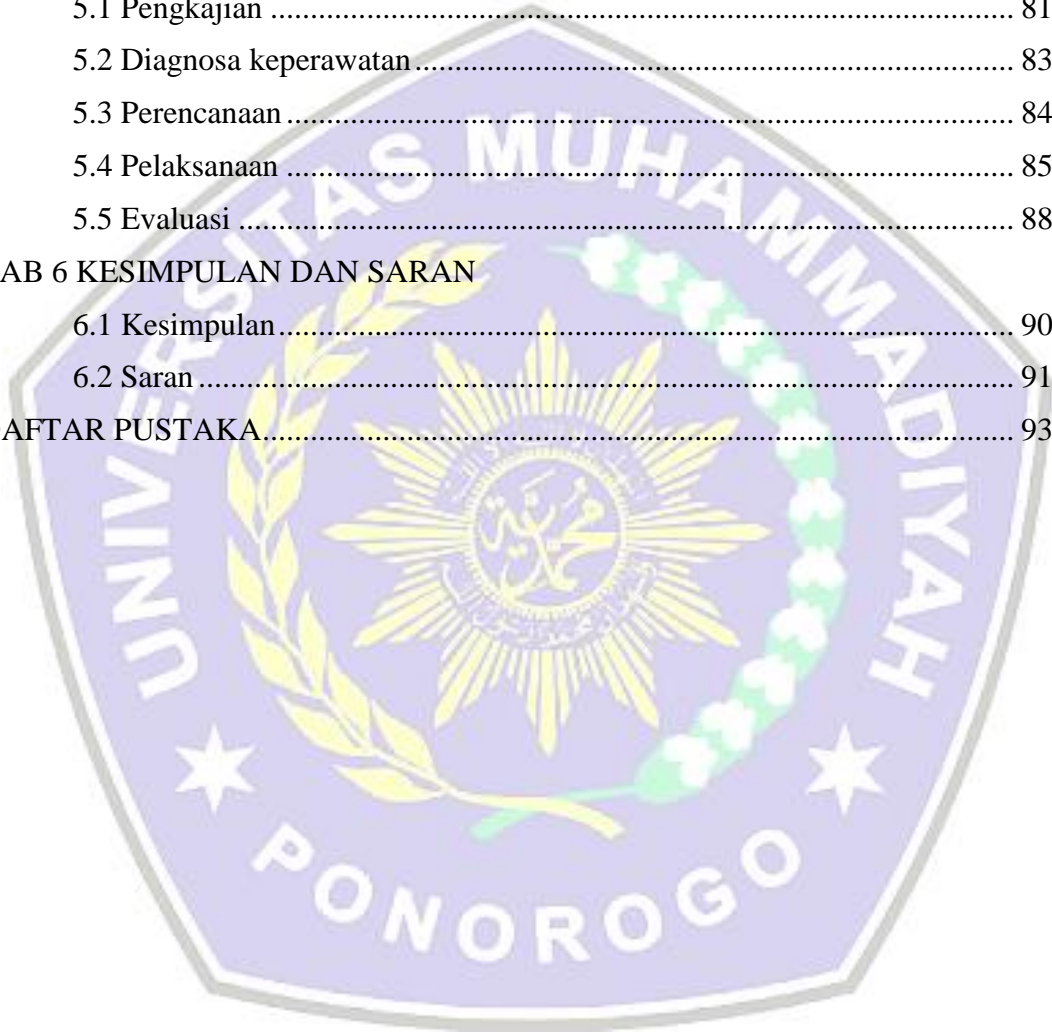 5.1 Pengkajian ........................................................ 81
5.2 Diagnosa keperawatan ........................................................ 83
5.3 Perencanaan ........................................................ 84
5.4 Pelaksanaan ........................................................ 85
5.5 Evaluasi ........................................................ 88
AB 6 KESIMPULAN DAN SARAN
6.1 Kesimpulan ........................................................ 90
6.2 Saran ........................................................ 91
AFTAR PUSTAKA ........................................................ 93
UNIVERSITAS MUHAMMADIYAH
PONOROGO